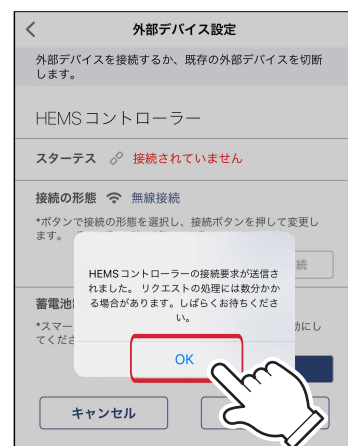 外部デバイス設定
外部デバイスを接続するか、既存の外部デバイスを切断
します。
HEMSコントローラー
スターテス 接続されていません
接続の形態 無線接続
*ボタンで接続の形態を選択し、接続ボタンを押して変更し
ます。
続
HEMSコントローラーの接続要求が送信さ
れました。 リクエストの処理には数分かか
る場合があります。しばらくお待ちくださ
い。
蓄電池
*スマー
動にし
てくださ
OK
キャンセル